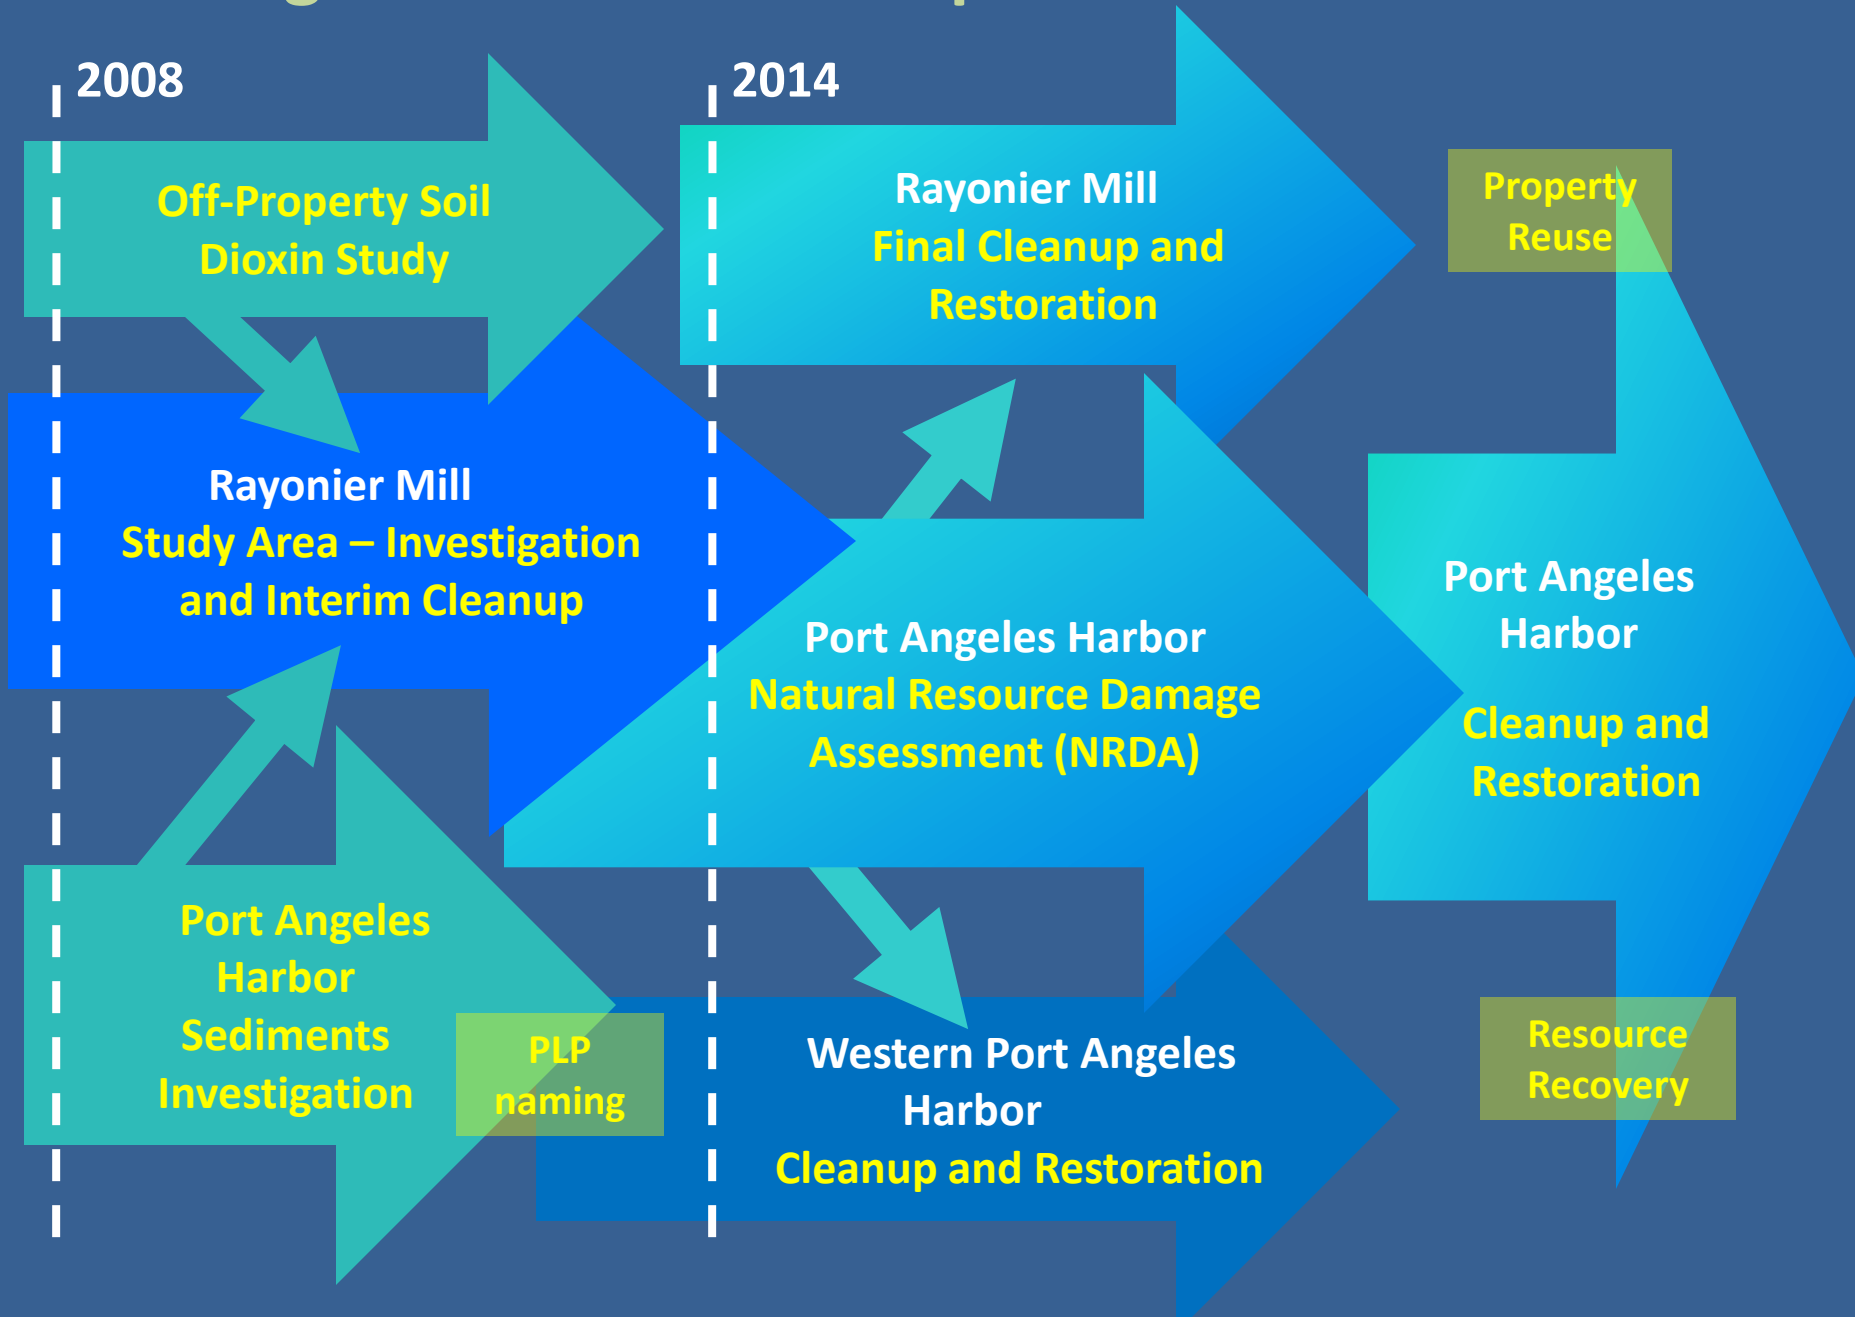 2008
2014
Off-Property Soil
Dioxin Study
Rayonier Mill
Final Cleanup and
Restoration
Property
Reuse
Rayonier Mill
Study Area – Investigation
and Interim Cleanup
Port Angeles Harbor
Natural Resource Damage
Assessment (NRDA)
Port Angeles
Harbor
Cleanup and
Restoration
Port Angeles
Harbor
Sediments
Investigation
PLP
naming
Western Port Angeles
Harbor
Cleanup and Restoration
Resource
Recovery